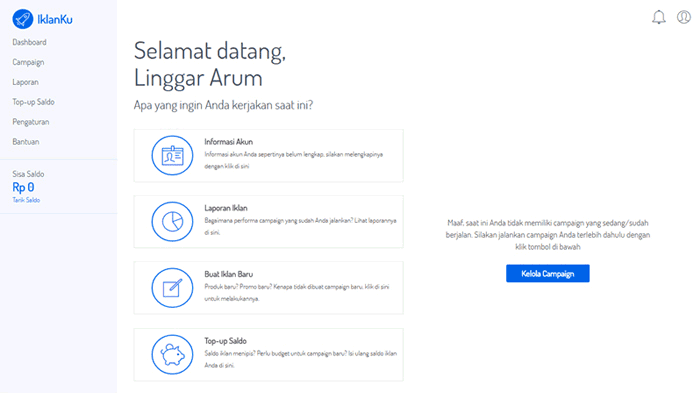 IklanKu
Dashboard
Campaign
Laporan
Top-up Saldo
Pengaturan
Bantuan
Sisa Saldo
Rp 0
Tarik Saldo
Selamat datang,
Linggar Arum
Apa yang ingin Anda kerjakan saat ini?
Informasi Akun
Informasi akun Anda sepertinya belum lengkap, silakan melengkapinya
dengan klik di sini
Laporan Iklan
Bagaimana performa campaign yang sudah Anda jalankan? Lihat laporannya
di sini.
Buat Iklan Baru
Produk baru? Promo baru? Kenapa tidak dibuat campaign baru, klik di sini
untuk melakukannya.
Top-up Saldo
Saldo iklan menipis? Perlu budget untuk campaign baru? Isi ulang saldo iklan
Anda di sini.
Maaf, saat ini Anda tidak memiliki campaign yang sedang/sudah
berjalan. Silakan jalankan campaign Anda terlebih dahulu dengan
klik tombol di bawah
Kelola Campaign